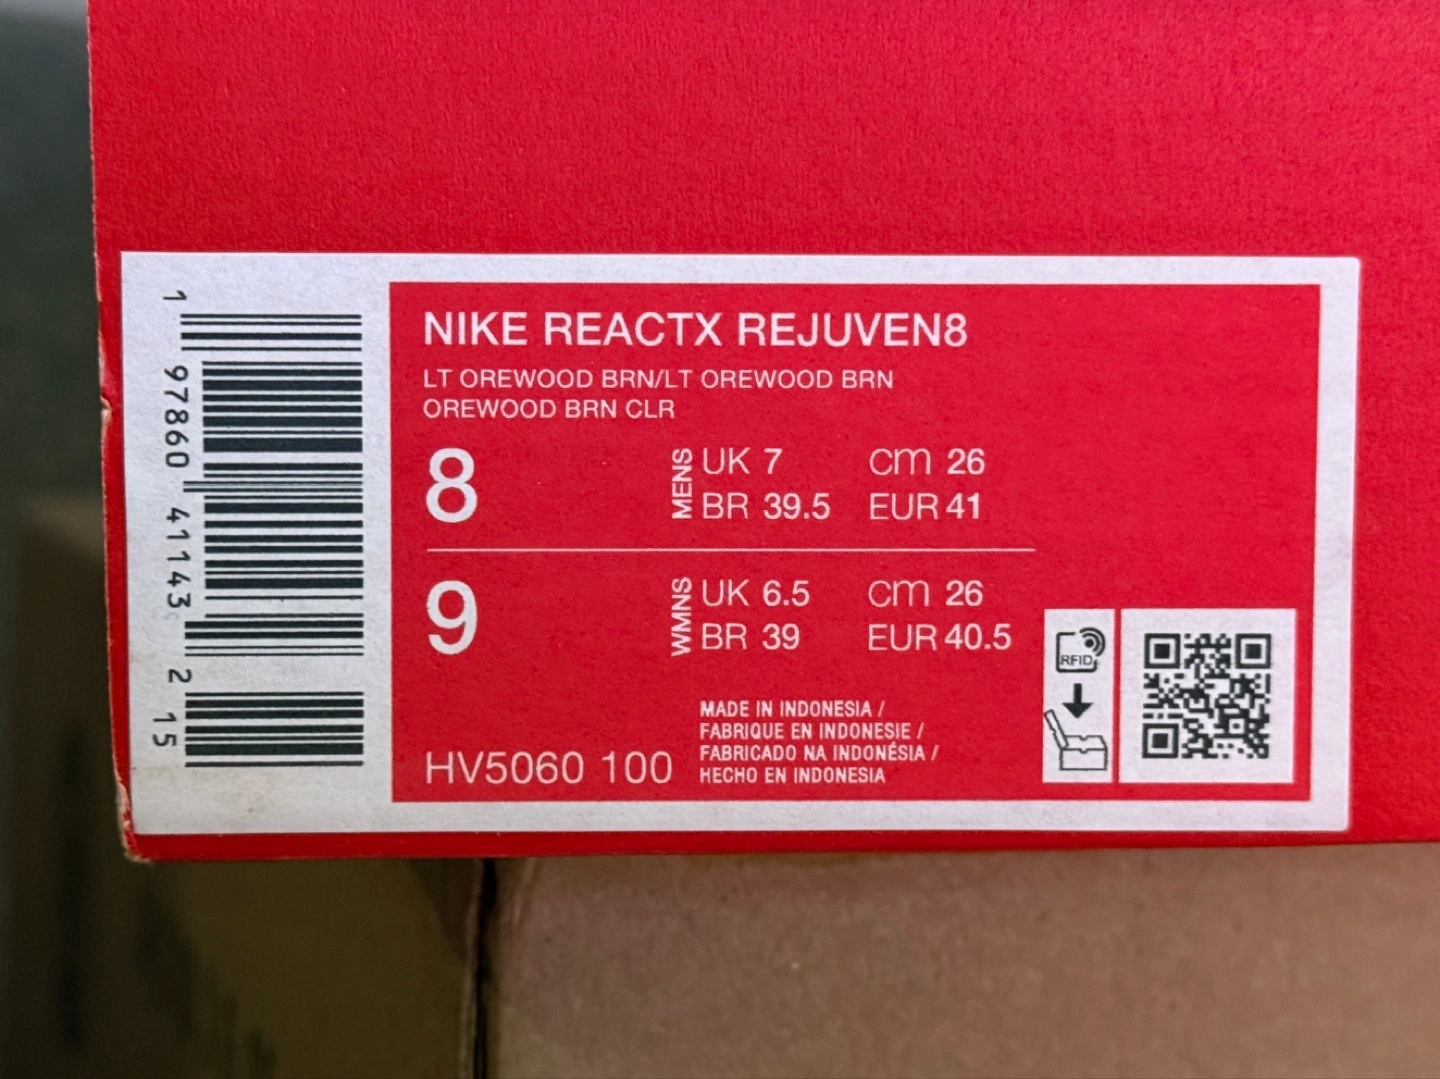 1 97860 41143 2 15
NIKE REACTX REJUVEN8
LT OREWOOD BRN/LT OREWOOD BRN
OREWOOD BRN CLR
8 MENS UK 7 cm 26
BR 39.5 EUR 41
9 WMNS UK 6.5 cm 26
BR 39 EUR 40.5
RFID
HV5060 100
MADE IN INDONESIA /
FABRIQUE EN INDONESIE /
FABRICADO NA INDONÉSIA /
HECHO EN INDONESIA